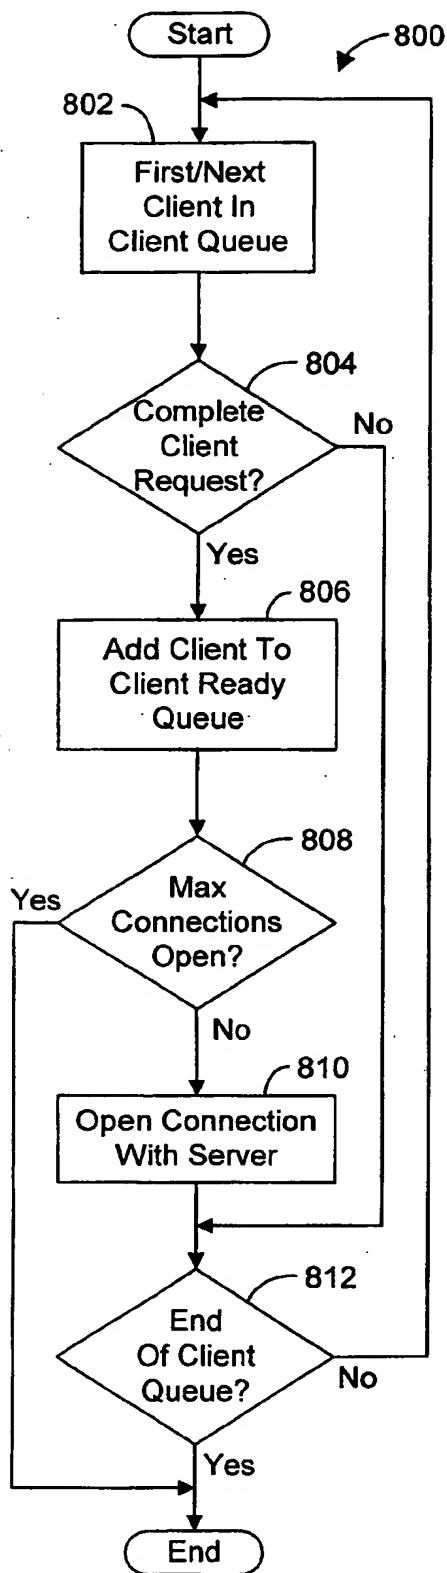 Start
800
802
First/Next
Client In
Client Queue
804
Complete
Client
Request?
No
Yes
806
Add Client To
Client Ready
Queue
808
Yes
Max
Connections
Open?
No
810
Open Connection
With Server
812
End
Of Client
Queue?
No
Yes
End